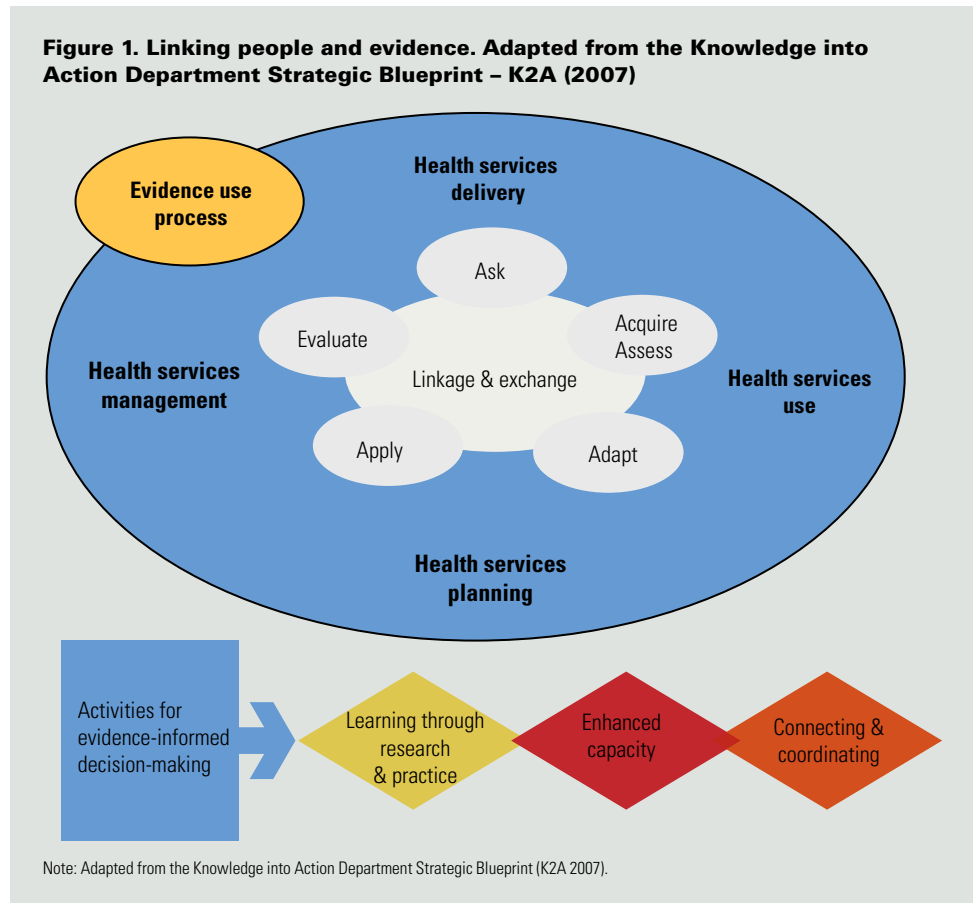 Figure 1. Linking people and evidence. Adapted from the Knowledge into
Action Department Strategic Blueprint – K2A (2007)
Evidence use
process
Health services
delivery
Ask
Evaluate
Acquire
Assess
Linkage & exchange
Health services
management
Health services
use
Apply
Adapt
Health services
planning
Activities for
evidence-informed
decision-making
Learning through
research
& practice
Enhanced
capacity
Connecting &
coordinating
Note: Adapted from the Knowledge into Action Department Strategic Blueprint (K2A 2007).